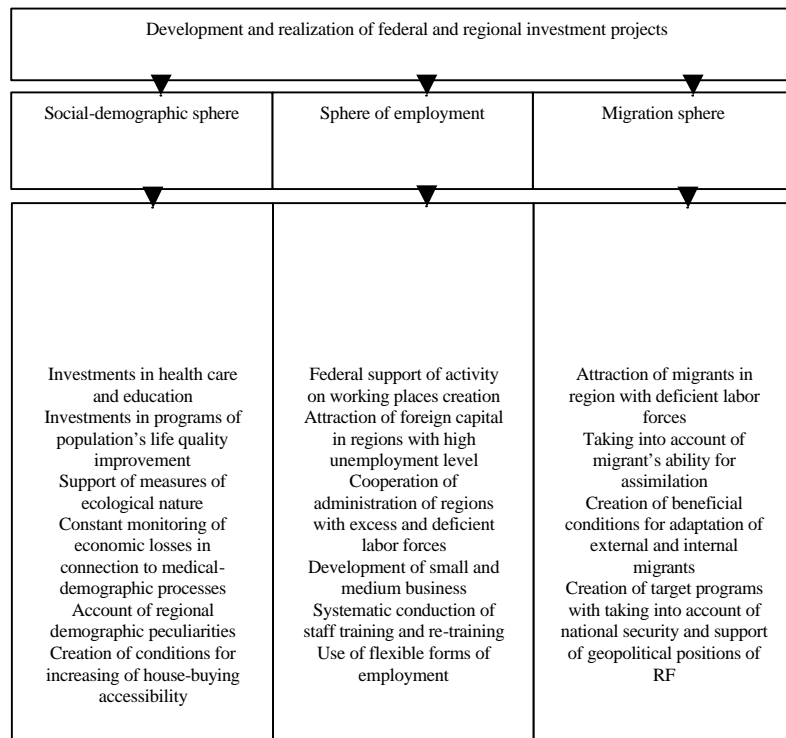 Development and realization of federal and regional investment projects
Social-demographic sphere
Sphere of employment
Migration sphere
Investments in health care
and education
Investments in programs of
population's life quality
improvement
Support of measures of
ecological nature
Constant monitoring of
economic losses in
connection to medical-
demographic processes
Account of regional
demographic peculiarities
Creation of conditions for
increasing of house-buying
accessibility
Federal support of activity
on working places creation
Attraction of foreign capital
in regions with high
unemployment level
Cooperation of
administration of regions
with excess and deficient
labor forces
Development of small and
medium business
Systematic conduction of
staff training and re-training
Use of flexible forms of
employment
Attraction of migrants in
region with deficient labor
forces
Taking into account of
migrant's ability for
assimilation
Creation of beneficial
conditions for adaptation of
external and internal
migrants
Creation of target programs
with taking into account of
national security and support
of geopolitical positions of
RF